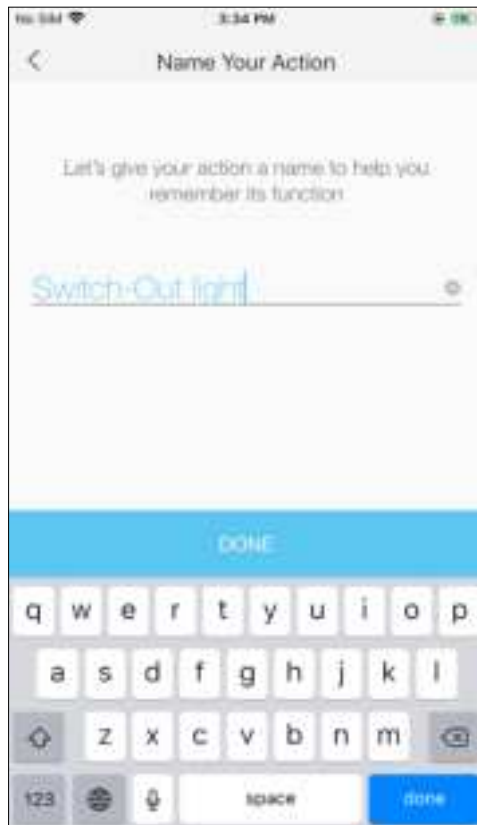 No SIM 3:34 PM
Name Your Action
Let's give your action a name to help you
remember its function
Switch-Out light
DONE
q w e r t y u i o p
a s d f g h j k l
z x c v b n m
123 space done